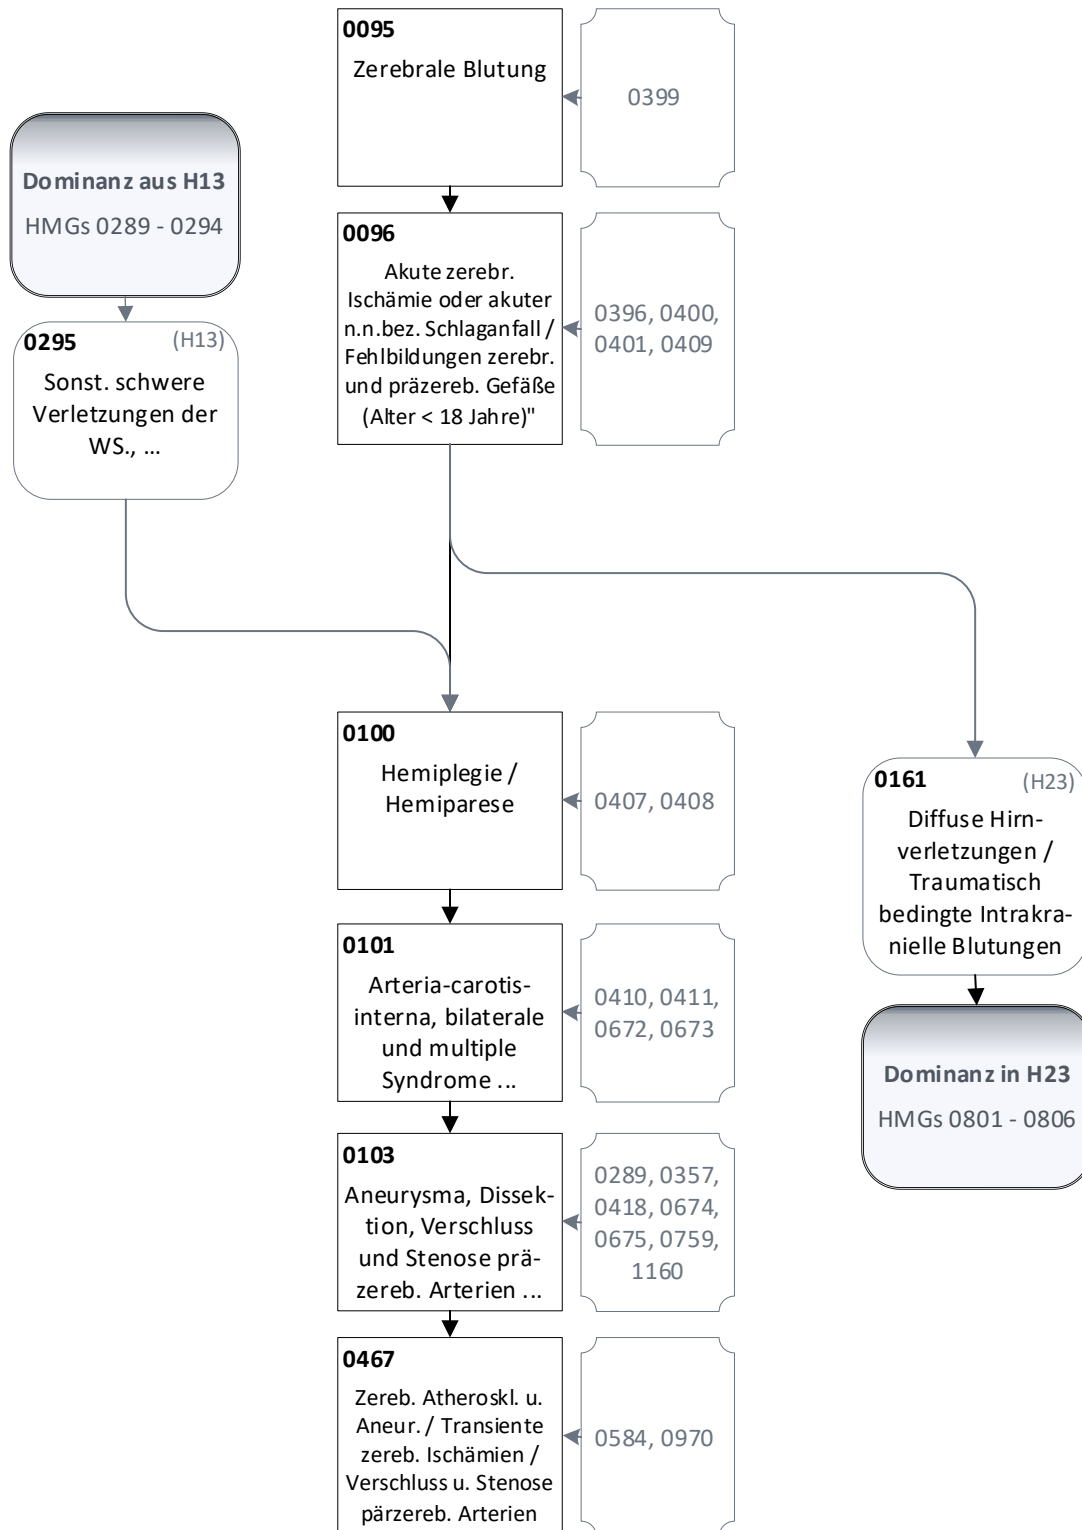 0095
Zerebrale Blutung
0399
Dominanz aus H13
HMGs 0289 - 0294
0096
Akute zerebr.
Ischämie oder akuter
n.n.bez. Schlaganfall /
Fehlbildungen zerebr.
und präzereb. Gefäße
(Alter < 18 Jahre)"
0396, 0400,
0401, 0409
0295 (H13)
Sonst. schwere
Verletzungen der
WS., ...
0100
Hemiplegie /
Hemiparese
0407, 0408
0161 (H23)
Diffuse Hirn-
verletzungen /
Traumatisch
bedingte Intrakra-
nielle Blutungen
0101
Arteria-carotis-
interna, bilaterale
und multiple
Syndrome ...
0410, 0411,
0672, 0673
Dominanz in H23
HMGs 0801 - 0806
0103
Aneurysma, Dissek-
tion, Verschluss
und Stenose prä-
zereb. Arterien ...
0289, 0357,
0418, 0674,
0675, 0759,
1160
0467
Zereb. Atheroskl. u.
Aneur. / Transiente
zereb. Ischämien /
Verschluss u. Stenose
pärzereb. Arterien
0584, 0970